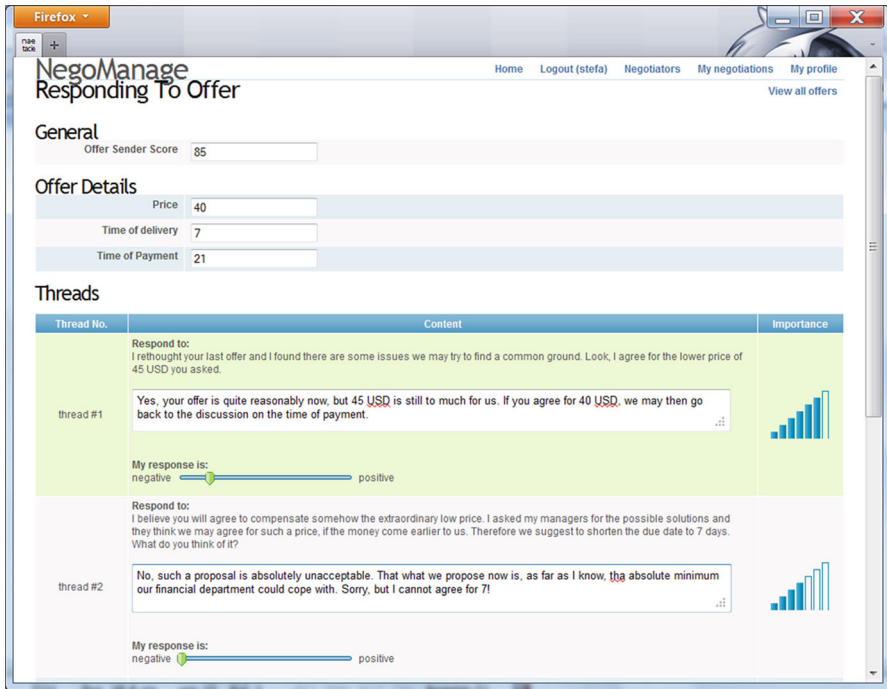 Firefox
nae
tack
NegoManage
Home Logout (stefa) Negotiators My negotiations My profile
Responding To Offer
View all offers
General
Offer Sender Score 85
Offer Details
Price 40
Time of delivery 7
Time of Payment 21
Threads
Thread No. Content Importance
Respond to:
I rethought your last offer and I found there are some issues we may try to find a common ground. Look, I agree for the lower price of
45 USD you asked.
thread #1
Yes, your offer is quite reasonably now, but 45 USD is still to much for us. If you agree for 40 USD, we may then go
back to the discussion on the time of payment.
My response is:
negative positive
Respond to:
I believe you will agree to compensate somehow the extraordinary low price. I asked my managers for the possible solutions and
they think we may agree for such a price, if the money come earlier to us. Therefore we suggest to shorten the due date to 7 days.
What do you think of it?
thread #2
No, such a proposal is absolutely unacceptable. That what we propose now is, as far as I know, tha absolute minimum
our financial department could cope with. Sorry, but I cannot agree for 7!
My response is:
negative positive